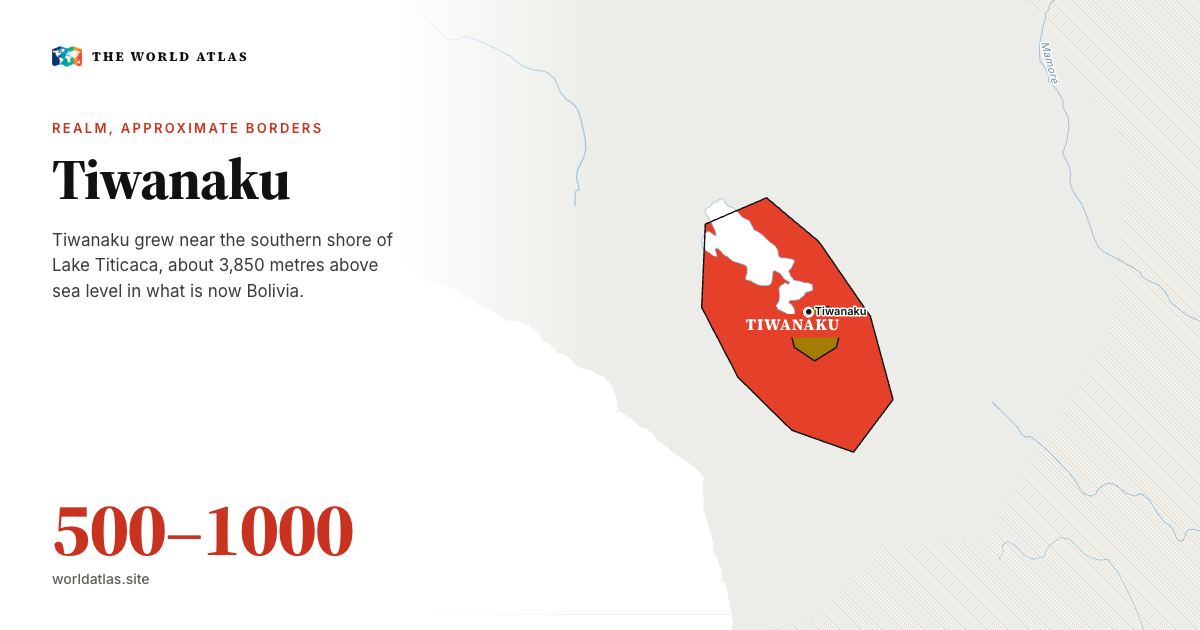 THE WORLD ATLAS
REALM, APPROXIMATE BORDERS
Tiwanaku
Tiwanaku grew near the southern shore of
Lake Titicaca, about 3,850 metres above
sea level in what is now Bolivia.
500–1000
worldatlas.site
Mamoré
Tiwanaku
TIWANAKU